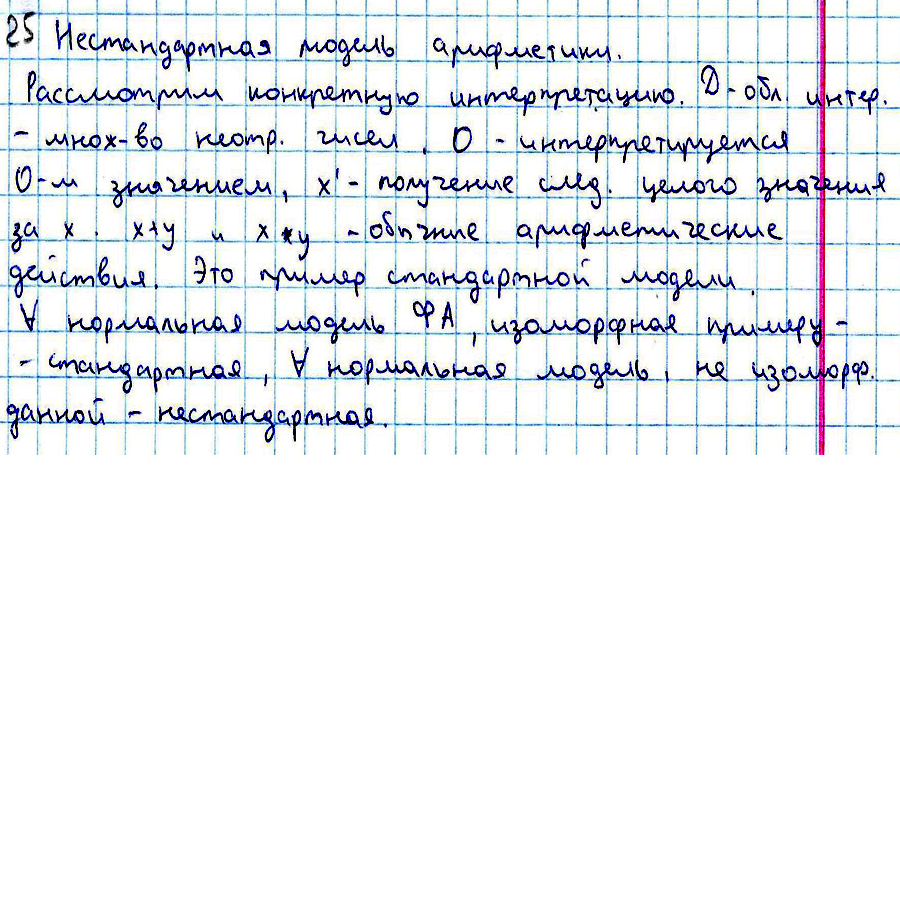 25 Нестандартная модель арифметики.
Рассмотрим конкретную интерпретацию. D - обл. интер.
- множ-во неотр. чисел, 0 - интерпретируется
0-м значением, x' - получение след. целого значения
за x. x+y и x*y - обычные арифметические
действия. Это пример стандартной модели.
∀ нормальная модель ФА, изоморфная примеру -
- стандартная, ∀ нормальная модель, не изоморф.
данной - нестандартная.